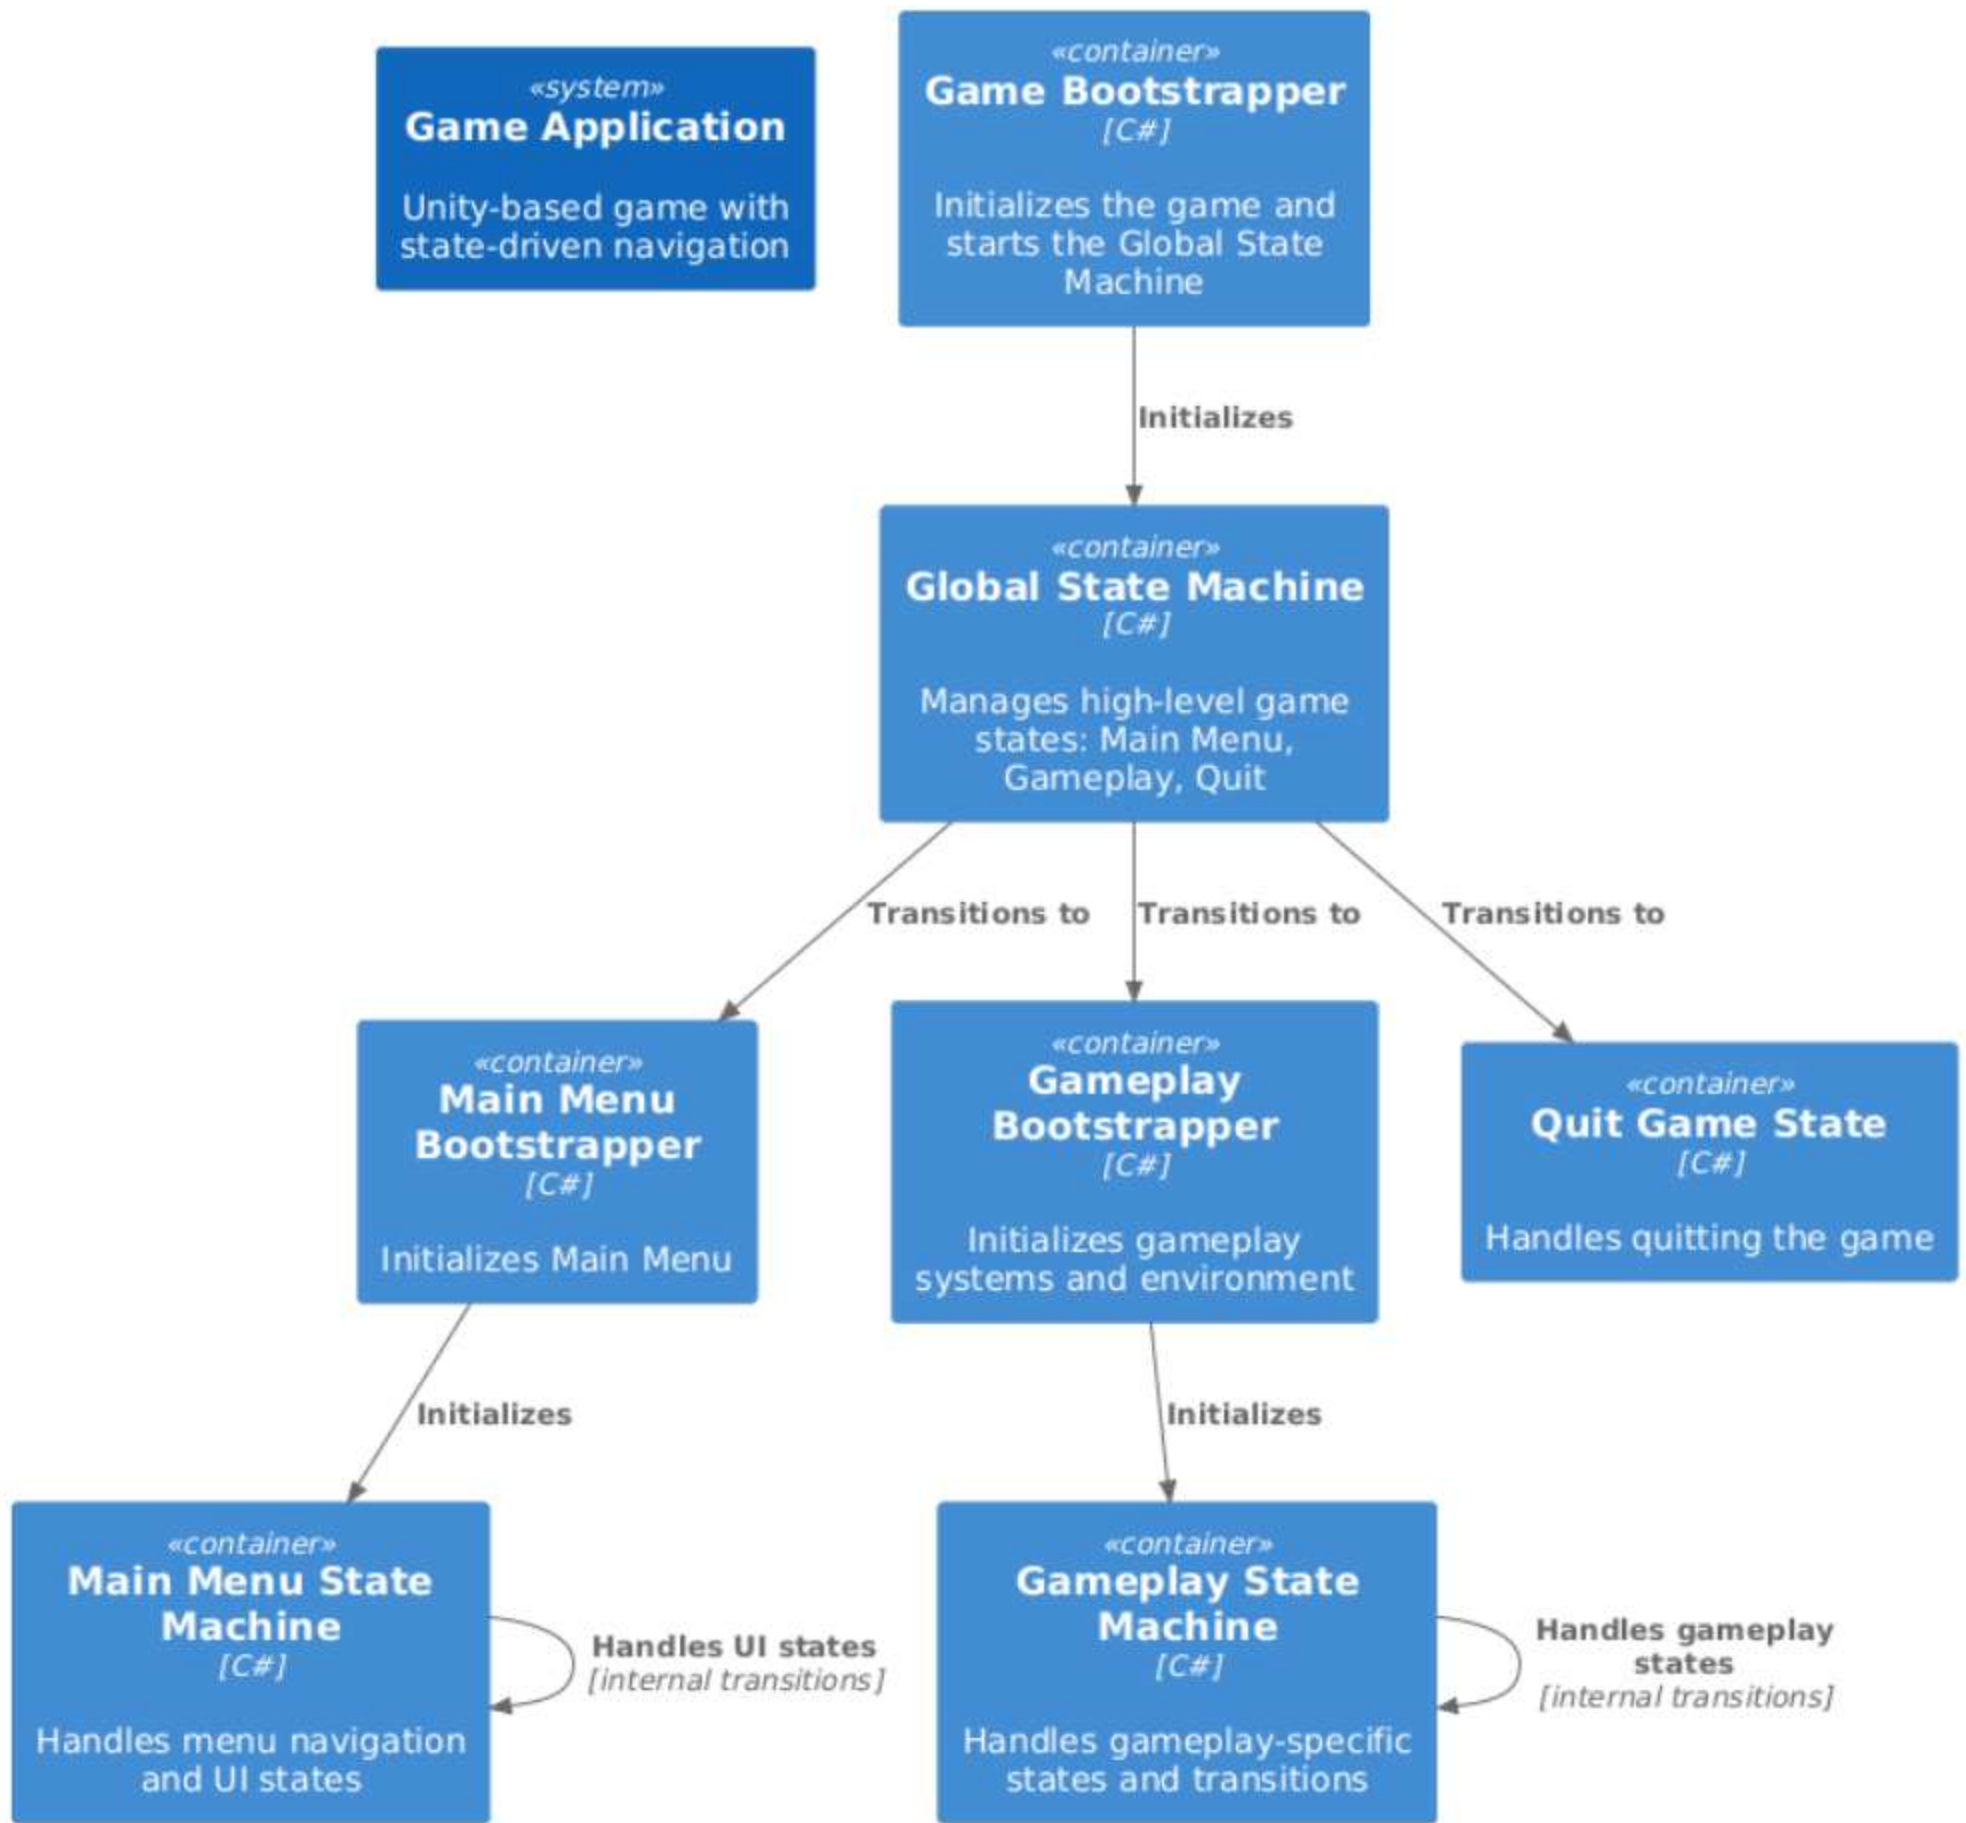 «system»
Game Application
Unity-based game with
state-driven navigation
«container»
Game Bootstrapper
[C#]
Initializes the game and
starts the Global State
Machine
Initializes
«container»
Global State Machine
[C#]
Manages high-level game
states: Main Menu,
Gameplay, Quit
Transitions to
Transitions to
Transitions to
«container»
Main Menu
Bootstrapper
[C#]
Initializes Main Menu
«container»
Gameplay
Bootstrapper
[C#]
Initializes gameplay
systems and environment
«container»
Quit Game State
[C#]
Handles quitting the game
Initializes
Initializes
«container»
Main Menu State
Machine
[C#]
Handles menu navigation
and UI states
Handles UI states
[internal transitions]
«container»
Gameplay State
Machine
[C#]
Handles gameplay-specific
states and transitions
Handles gameplay
states
[internal transitions]